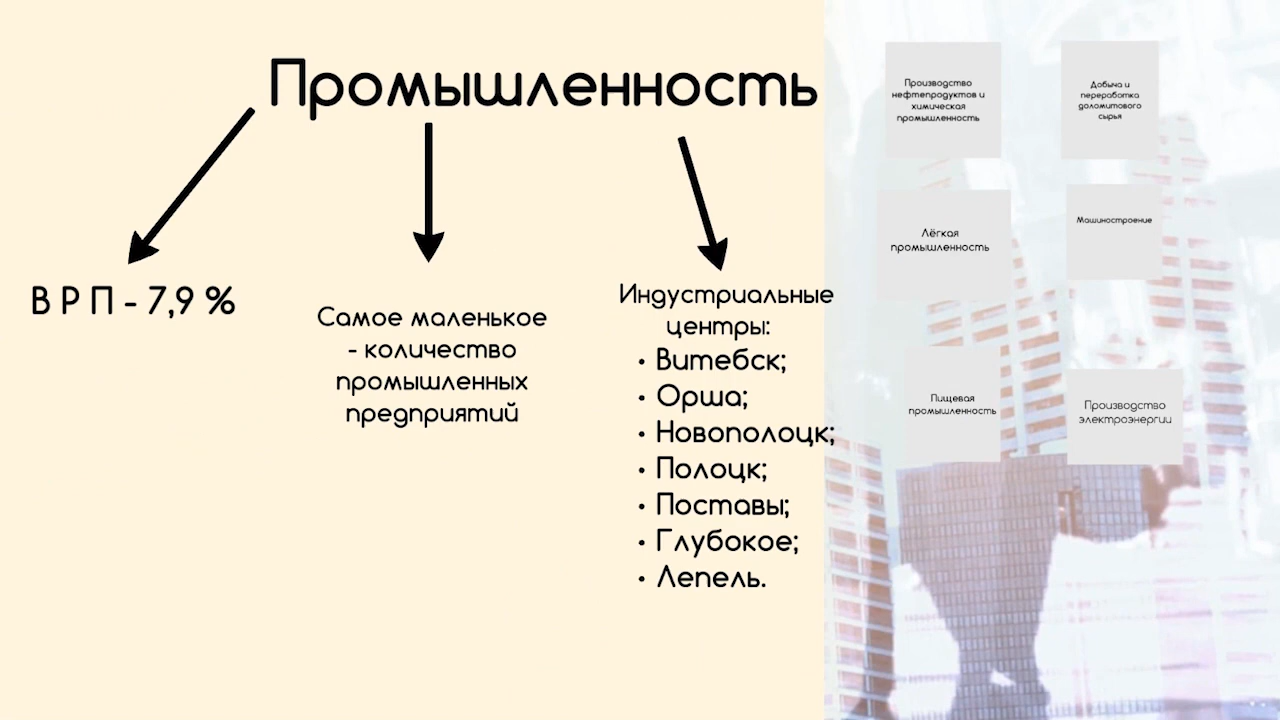 Промышленность
В Р П - 7,9 %
Самое маленькое
- количество
промышленных
предприятий
Индустриальные
центры:
• Витебск;
• Орша;
• Новополоцк;
• Полоцк;
• Поставы;
• Глубокое;
• Лепель.
Производство
нефтепродуктов и
химическая
промышленность
Добыча и
переработка
доломитового
сырья
Лёгкая
промышленность
Машиностроение
Пищевая
промышленность
Производство
электроэнергии